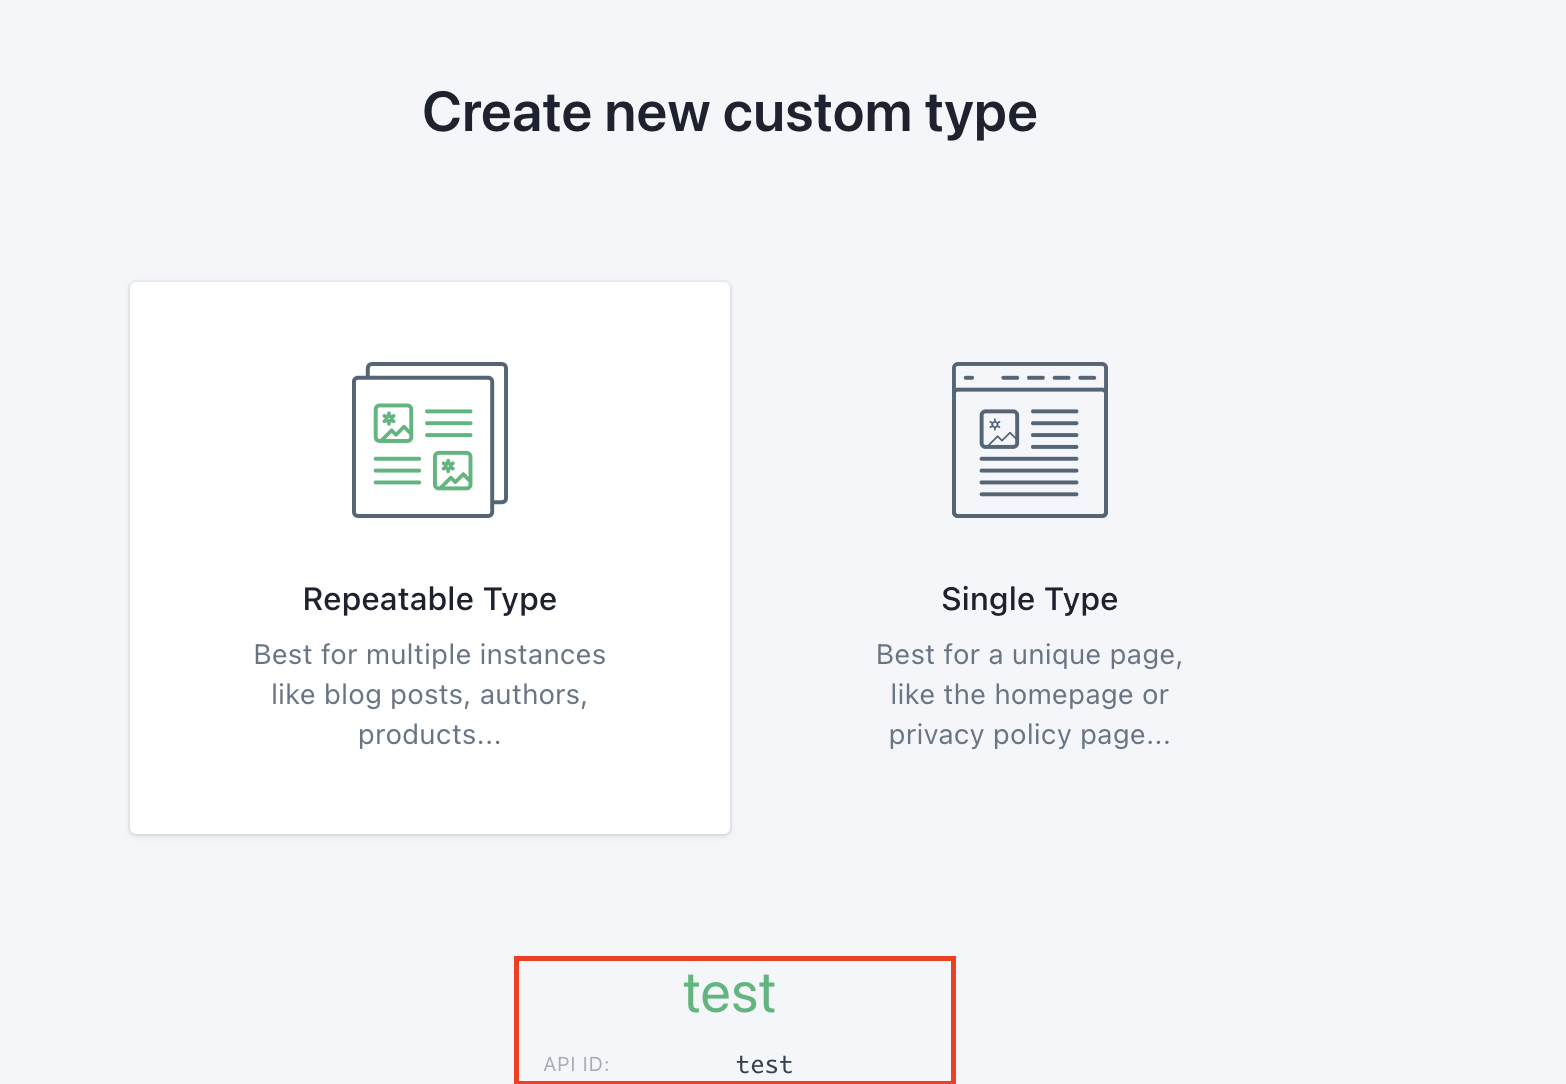 Create new custom type
Repeatable Type
Best for multiple instances
like blog posts, authors,
products...
Single Type
Best for a unique page,
like the homepage or
privacy policy page...
test
API ID: test